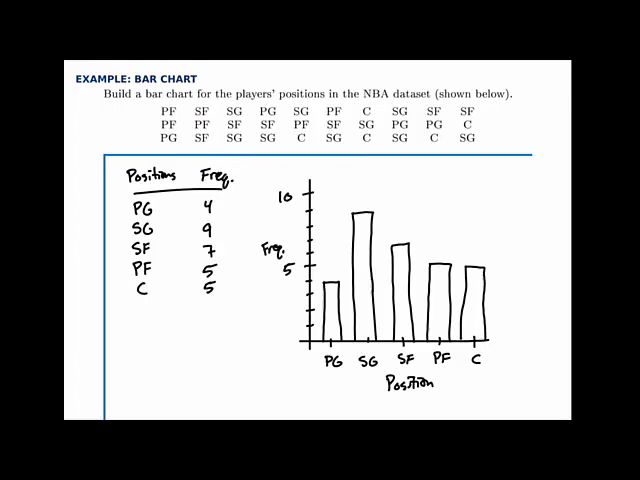 EXAMPLE: BAR CHART
Build a bar chart for the players' positions in the NBA dataset (shown below).
PF SF SG PG SG PF C SG SF SF
PF PF SF SF PF SF SG PG PG C
PG SF SG SG C SG C SG C SG
Positions Freq.
PG 4
SG 9
SF 7
PF 5
C 5
10
Freq.
5
PG SG SF PF C
Position